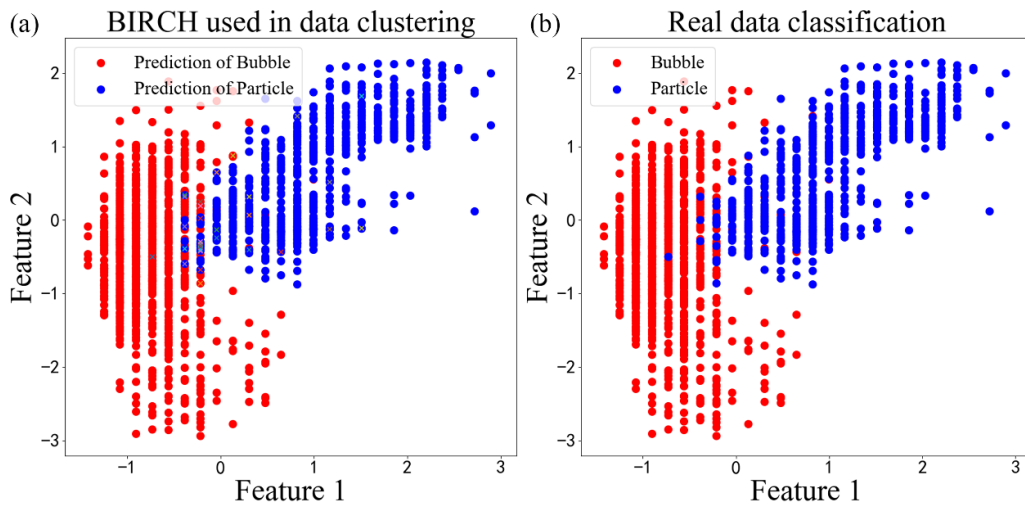 (a)
BIRCH used in data clustering
Prediction of Bubble
Prediction of Particle
2
1
0
−1
−2
−3
Feature 2
−1 0 1 2 3
Feature 1
(b)
Real data classification
Bubble
Particle
2
1
0
−1
−2
−3
Feature 2
−1 0 1 2 3
Feature 1